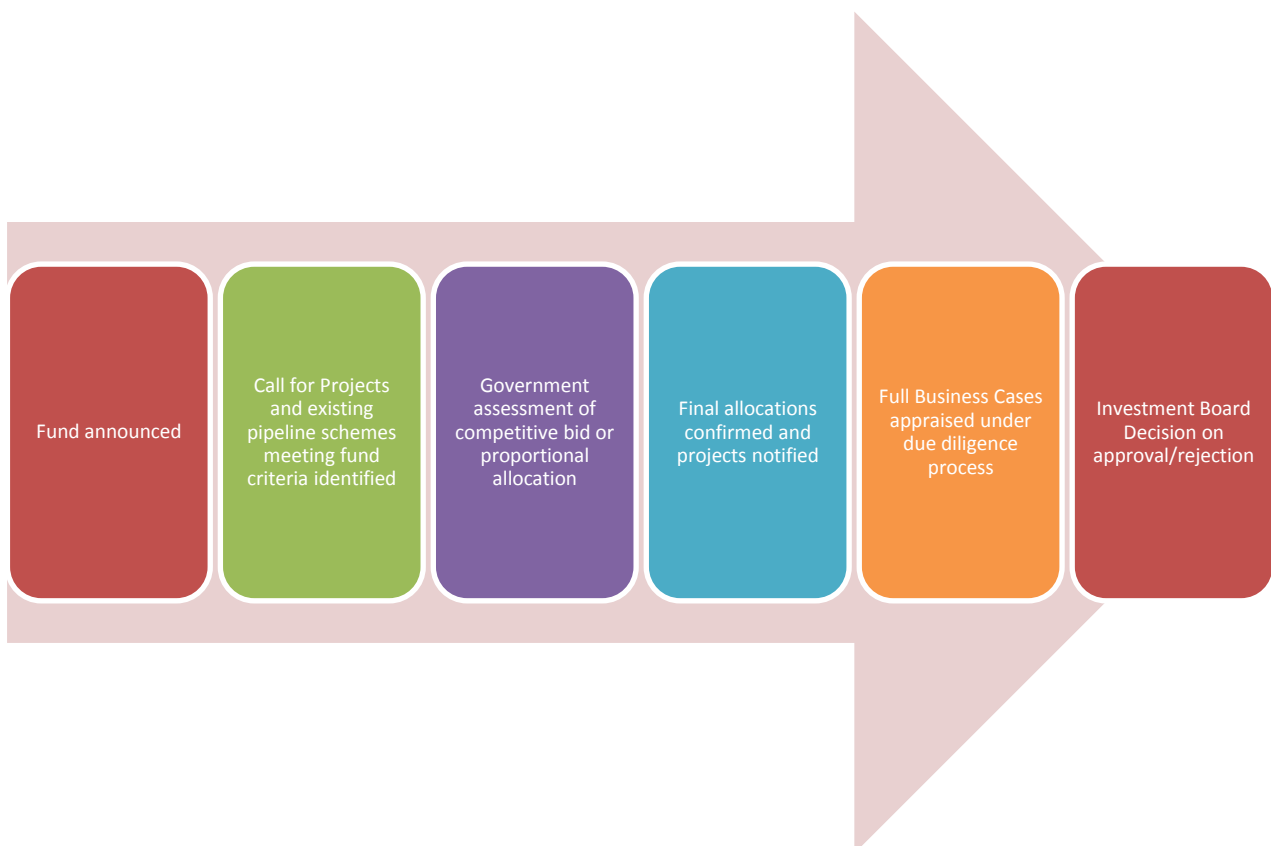 Fund announced
Call for Projects
and existing
pipeline schemes
meeting fund
criteria identified
Government
assessment of
competitive bid or
proportional
allocation
Final allocations
confirmed and
projects notified
Full Business Cases
appraised under
due diligence
process
Investment Board
Decision on
approval/rejection